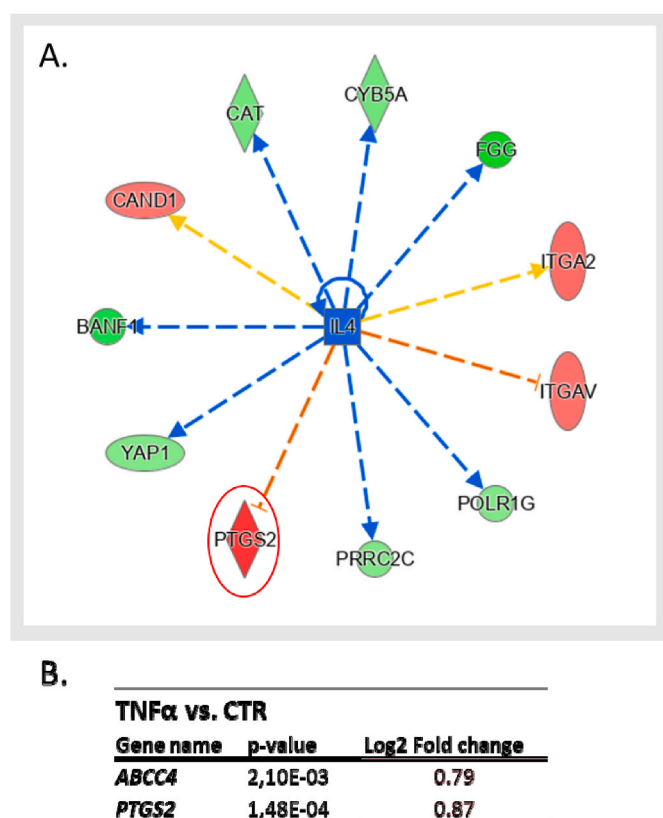 A.
CAT
CYB5A
FGG
CAND1
ITGA2
BANF1
IL4
ITGAV
YAP1
POLR1G
PTGS2
PRRC2C
B.
TNFα vs. CTR
Gene name p-value Log2 Fold change
ABCC4 2,10E-03 0.79
PTGS2 1,48E-04 0.87